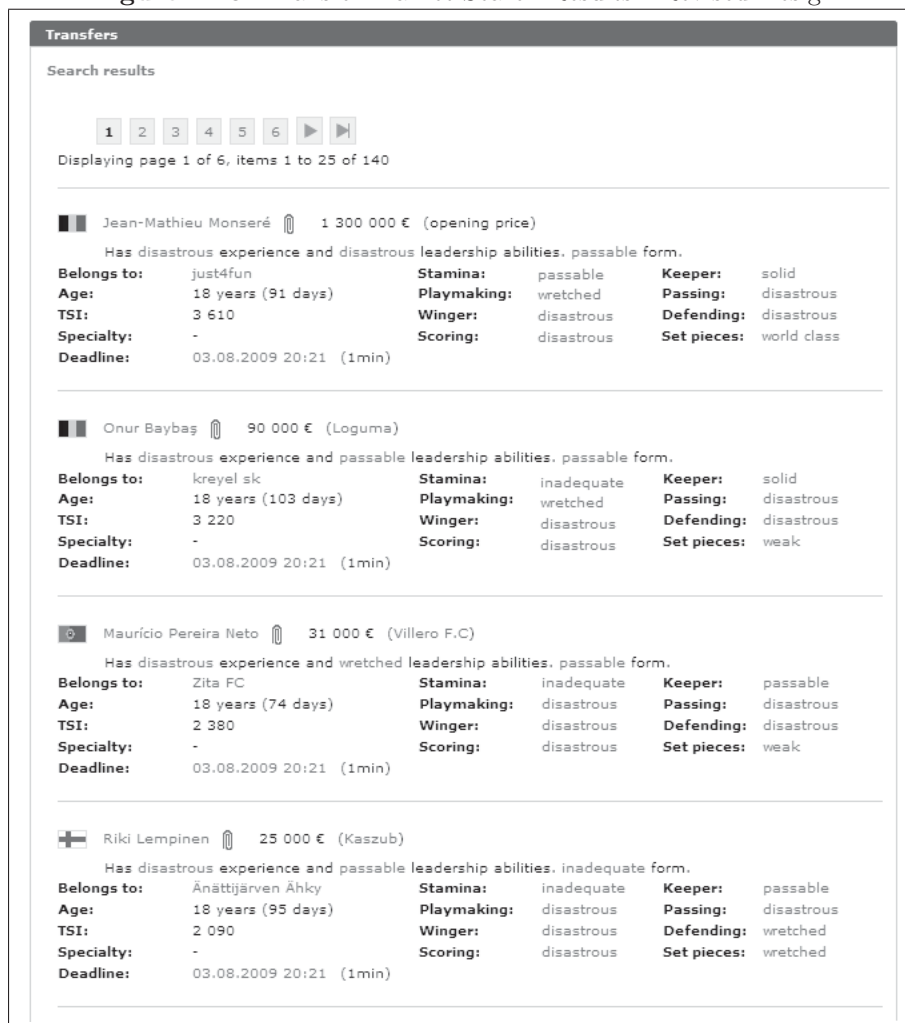 Transfers
Search results
1 2 3 4 5 6
Displaying page 1 of 6, items 1 to 25 of 140
Jean-Mathieu Monseré 1 300 000 € (opening price)
Has disastrous experience and disastrous leadership abilities. passable form.
Belongs to: just4fun Stamina: passable Keeper: solid
Age: 18 years (91 days) Playmaking: wretched Passing: disastrous
TSI: 3 610 Winger: disastrous Defending: disastrous
Specialty: - Scoring: disastrous Set pieces: world class
Deadline: 03.08.2009 20:21 (1min)
Onur Baybaş 90 000 € (Loguma)
Has disastrous experience and passable leadership abilities. passable form.
Belongs to: kreyel sk Stamina: inadequate Keeper: solid
Age: 18 years (103 days) Playmaking: wretched Passing: disastrous
TSI: 3 220 Winger: disastrous Defending: disastrous
Specialty: - Scoring: disastrous Set pieces: weak
Deadline: 03.08.2009 20:21 (1min)
Maurício Pereira Neto 31 000 € (Villero F.C)
Has disastrous experience and wretched leadership abilities. passable form.
Belongs to: Zita FC Stamina: inadequate Keeper: passable
Age: 18 years (74 days) Playmaking: disastrous Passing: disastrous
TSI: 2 380 Winger: disastrous Defending: disastrous
Specialty: - Scoring: disastrous Set pieces: weak
Deadline: 03.08.2009 20:21 (1min)
Riki Lempinen 25 000 € (Kaszub)
Has disastrous experience and passable leadership abilities. inadequate form.
Belongs to: Änättijärven Ähky Stamina: inadequate Keeper: passable
Age: 18 years (95 days) Playmaking: disastrous Passing: disastrous
TSI: 2 090 Winger: disastrous Defending: wretched
Specialty: - Scoring: disastrous Set pieces: wretched
Deadline: 03.08.2009 20:21 (1min)